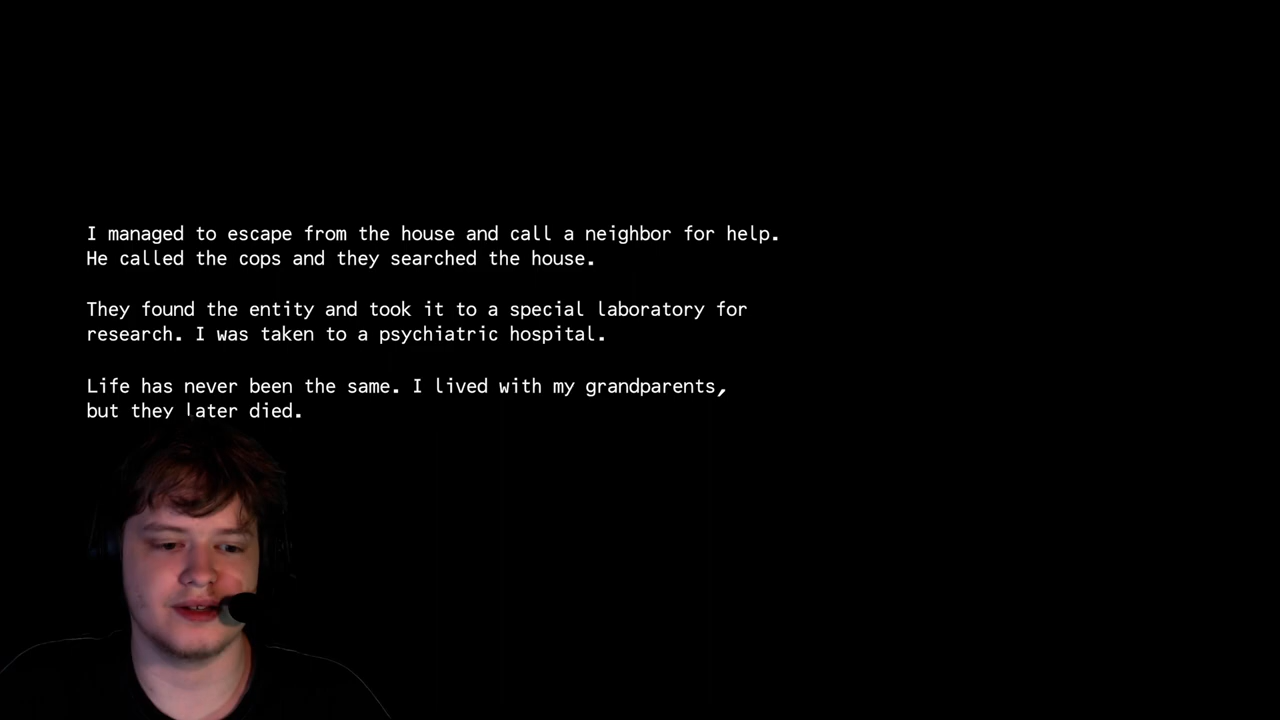 I managed to escape from the house and call a neighbor for help.
He called the cops and they searched the house.
They found the entity and took it to a special laboratory for
research. I was taken to a psychiatric hospital.
Life has never been the same. I lived with my grandparents,
but they later died.